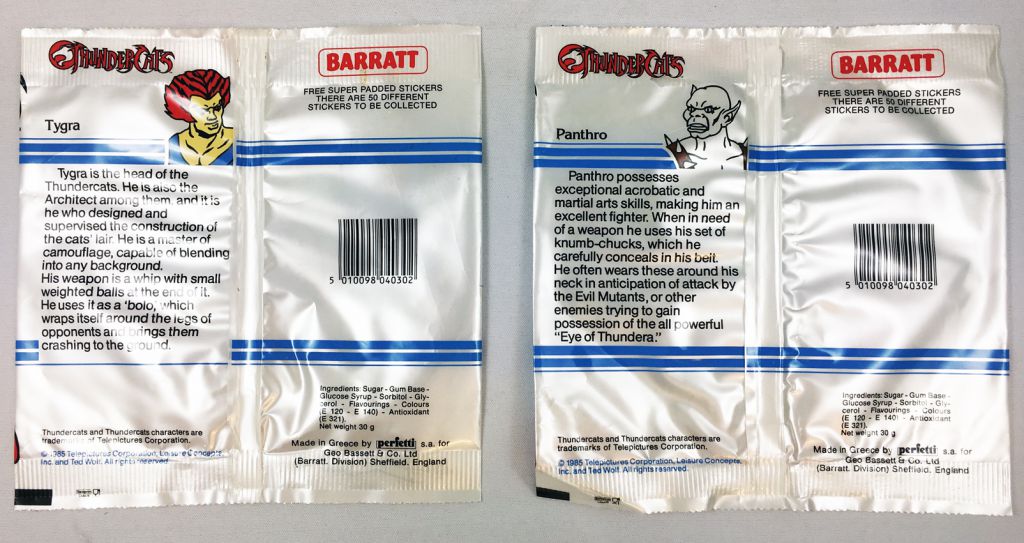 THUNDERCATS
BARRATT
FREE SUPER PADDED STICKERS
THERE ARE 50 DIFFERENT
STICKERS TO BE COLLECTED
Tygra
Tygra is the head of the
Thundercats. He is also the
Architect among them, and it is
he who designed and
supervised the construction of
the cats' lair. He is a master of
camouflage, capable of blending
into any background.
His weapon is a whip with small
weighted balls at the end of it.
He uses it as a 'bolo,' which
wraps itself around the legs of
opponents and brings them
crashing to the ground.
5 010098 040302
Ingredients: Sugar - Gum Base -
Glucose Syrup - Sorbitol - Gly-
cerol - Flavourings - Colours
(E 120 - E 140) - Antioxidant
(E 321).
Net weight 30 g
Thundercats and Thundercats characters are
trademarks of Telepictures Corporation.
© 1985 Telepictures Corporation, Leisure Concepts,
Inc. and Ted Wolf. All rights reserved.
Made in Greece by perfetti s.a. for
Geo Bassett & Co. Ltd
(Barratt. Division) Sheffield. England
THUNDERCATS
BARRATT
FREE SUPER PADDED STICKERS
THERE ARE 50 DIFFERENT
STICKERS TO BE COLLECTED
Panthro
Panthro possesses
exceptional acrobatic and
martial arts skills, making him an
excellent fighter. When in need
of a weapon he uses his set of
knumb-chucks, which he
carefully conceals in his belt.
He often wears these around his
neck in anticipation of attack by
the Evil Mutants, or other
enemies trying to gain
possession of the all powerful
"Eye of Thundera."
5 010098 040302
Ingredients: Sugar - Gum Base -
Glucose Syrup - Sorbitol - Gly-
cerol - Flavourings - Colours
(E 120 - E 140) - Antioxidant
(E 321).
Net weight 30 g
Thundercats and Thundercats characters are
trademarks of Telepictures Corporation.
© 1985 Telepictures Corporation, Leisure Concepts,
Inc. and Ted Wolf. All rights reserved.
Made in Greece by perfetti s.a. for
Geo Bassett & Co. Ltd
(Barratt. Division) Sheffield. England